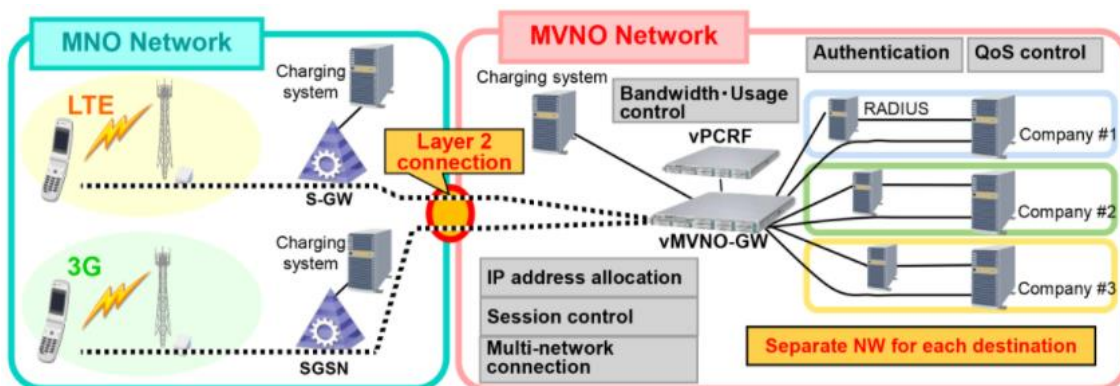 MNO Network
LTE
Charging
system
S-GW
3G
Charging
system
SGSN
Layer 2
connection
MVNO Network
Charging system
Bandwidth・Usage
control
vPCRF
vMVNO-GW
Authentication
QoS control
RADIUS
Company #1
Company #2
Company #3
IP address allocation
Session control
Multi-network
connection
Separate NW for each destination